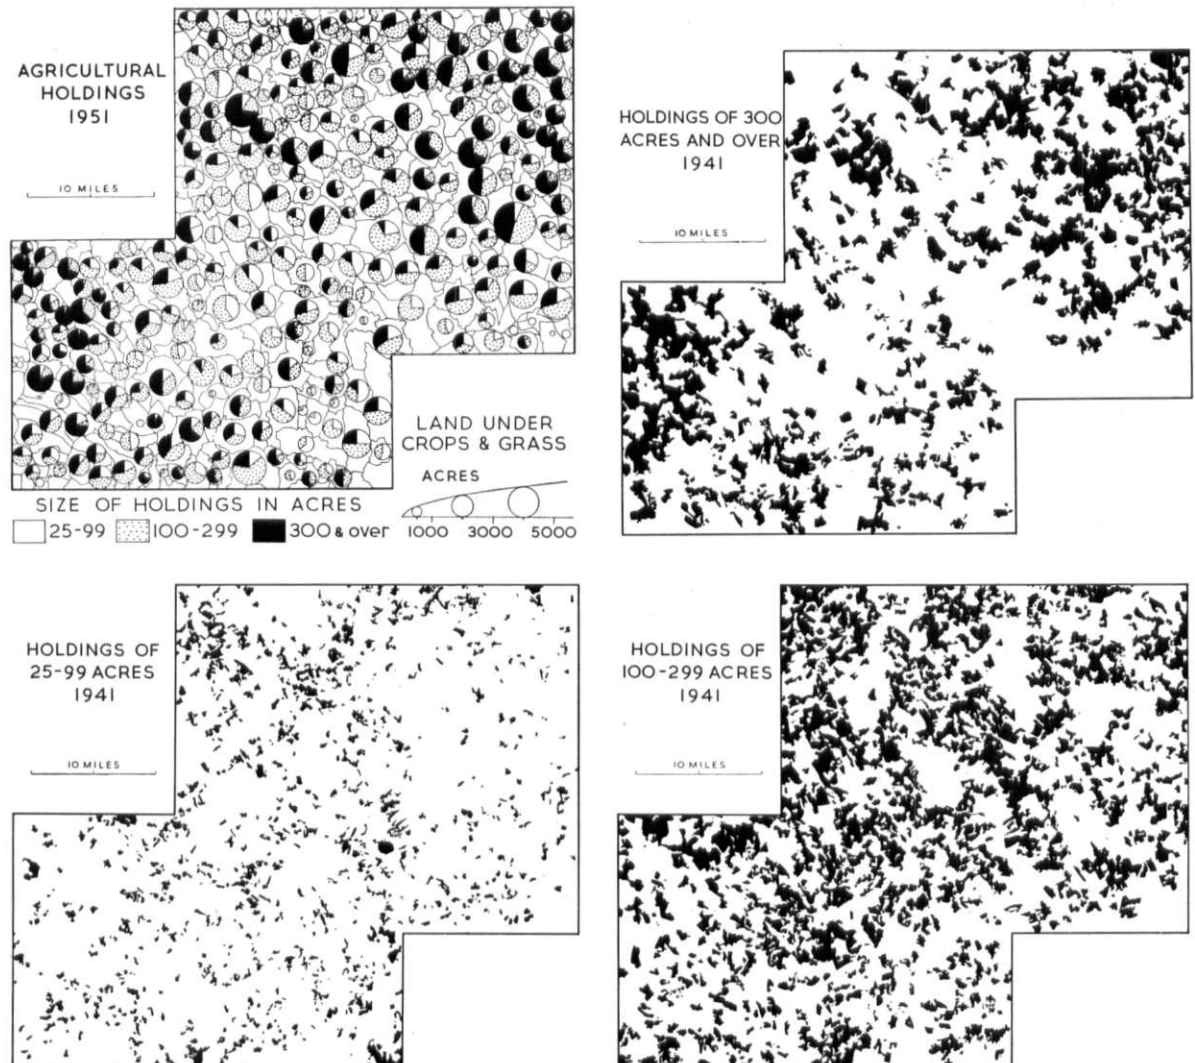 AGRICULTURAL
HOLDINGS
1951
10 MILES
SIZE OF HOLDINGS IN ACRES
25-99 100-299 300 & over
LAND UNDER
CROPS & GRASS
ACRES
1000 3000 5000
HOLDINGS OF 300
ACRES AND OVER
1941
10 MILES
HOLDINGS OF
25-99 ACRES
1941
10 MILES
HOLDINGS OF
100-299 ACRES
1941
10 MILES